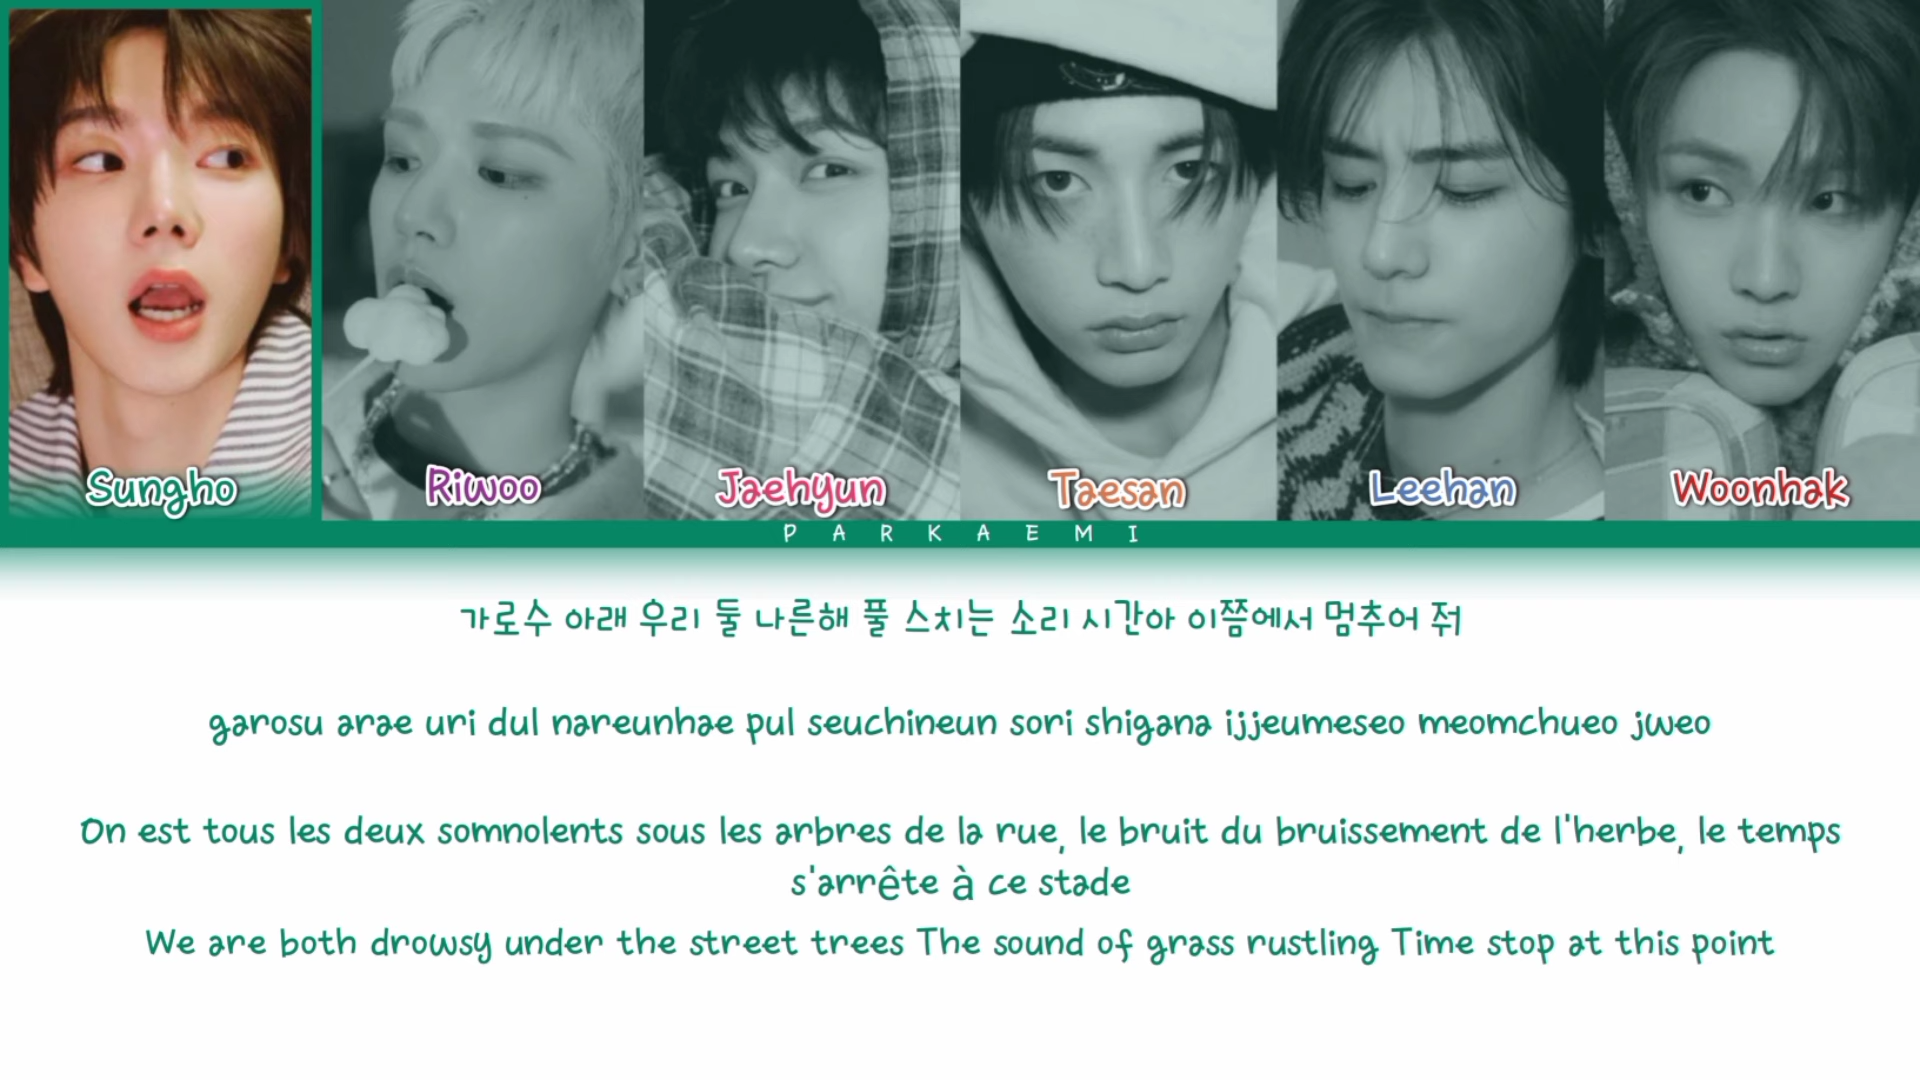 Sungho
Riwoo
Jaehyun
Taesan
Leehan
Woonhak
PARKAEMI
가로수 아래 우리 둘 나른해 풀 스치는 소리 시간아 이쯤에서 멈추어 줘
garosu arae uri dul nareunhae pul seuchineun sori shigana ijjeumeseo meomchueo jweo
On est tous les deux somnolents sous les arbres de la rue, le bruit du bruissement de l'herbe, le temps
s'arrête à ce stade
We are both drowsy under the street trees The sound of grass rustling Time stop at this point